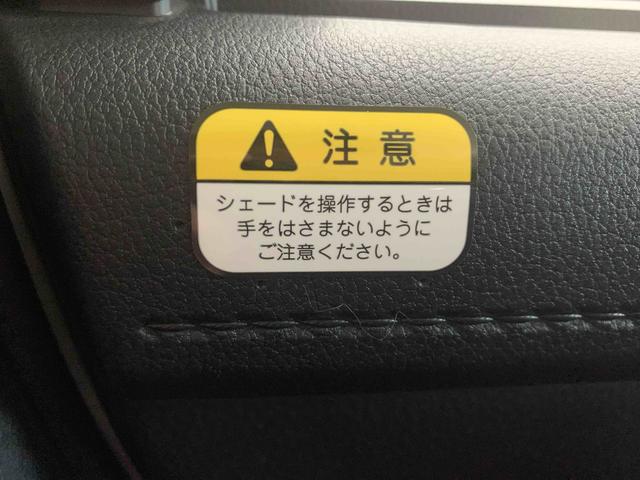 注意
シェードを操作するときは
手をはさまないように
ご注意ください。